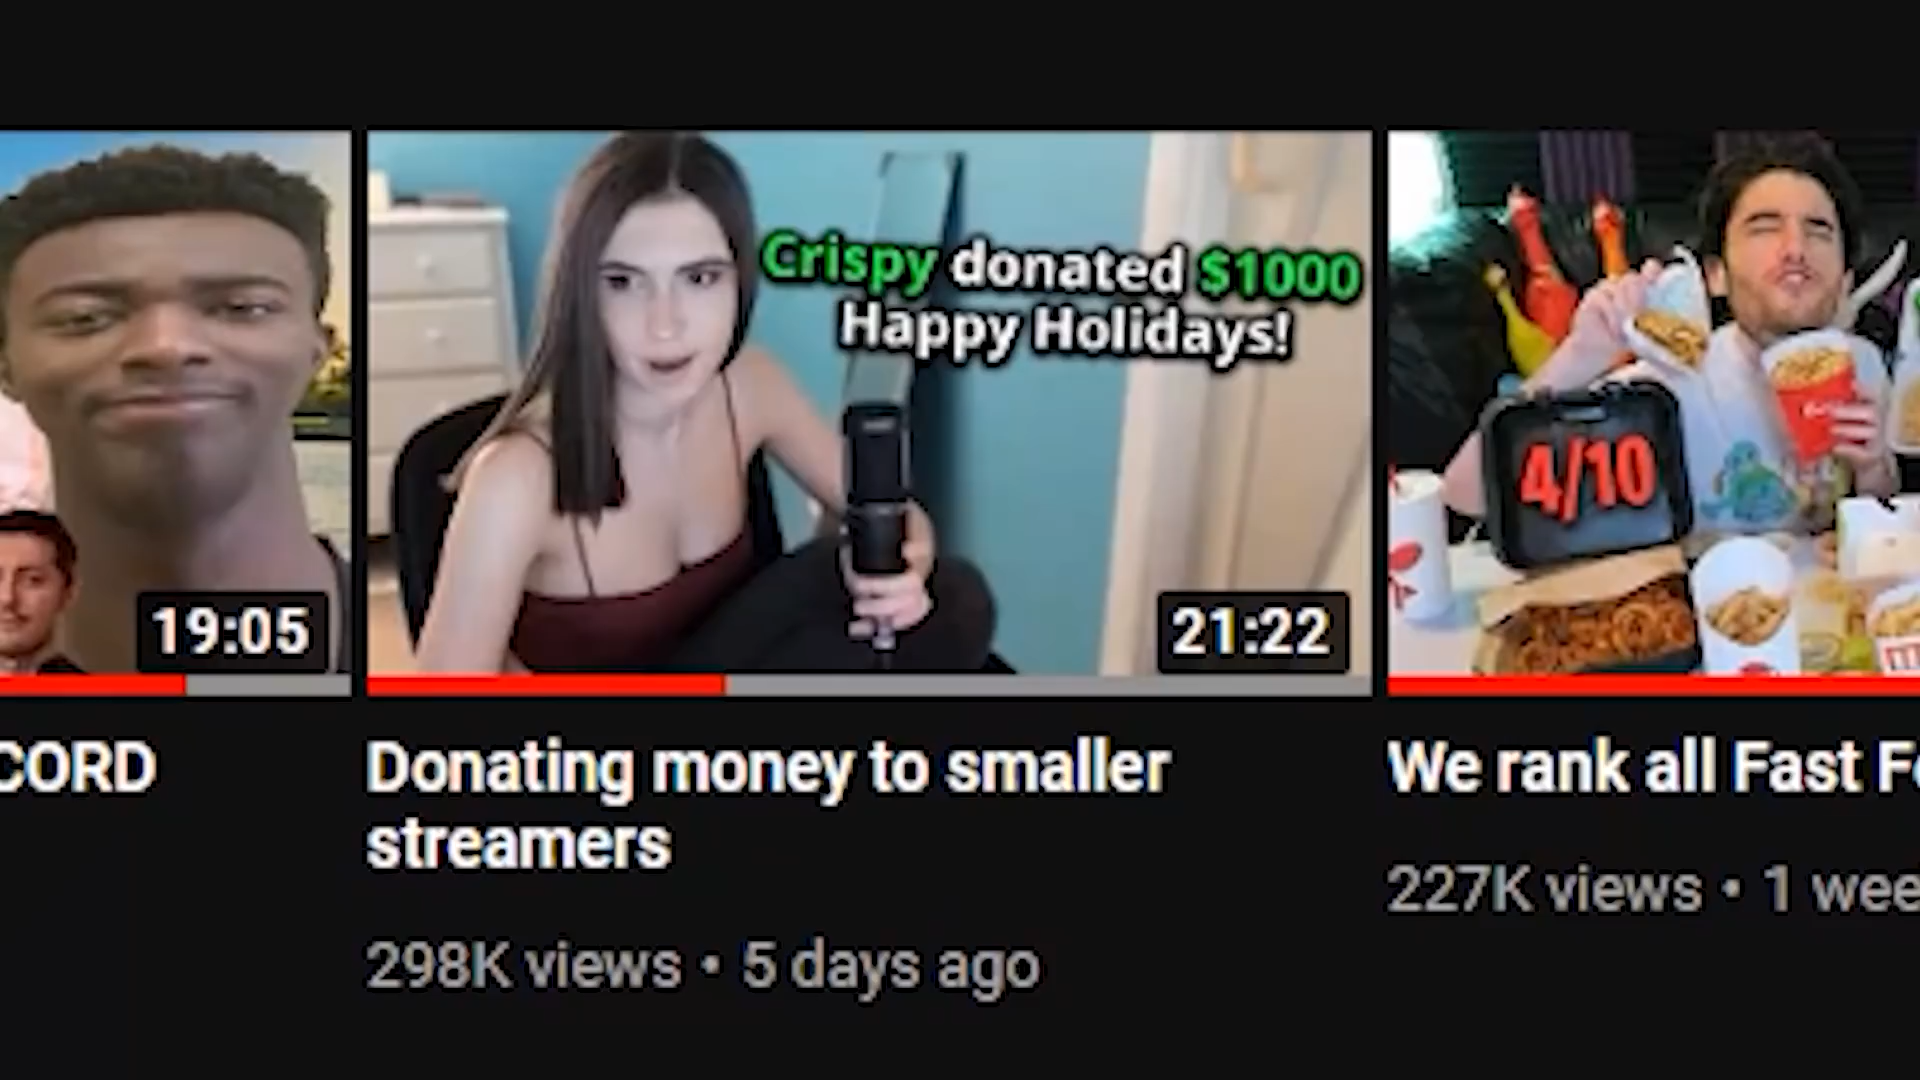 Crispy donated $1000
Happy Holidays!
4/10
19:05
21:22
CORD
Donating money to smaller
streamers
298K views • 5 days ago
We rank all Fast
227K views • 1